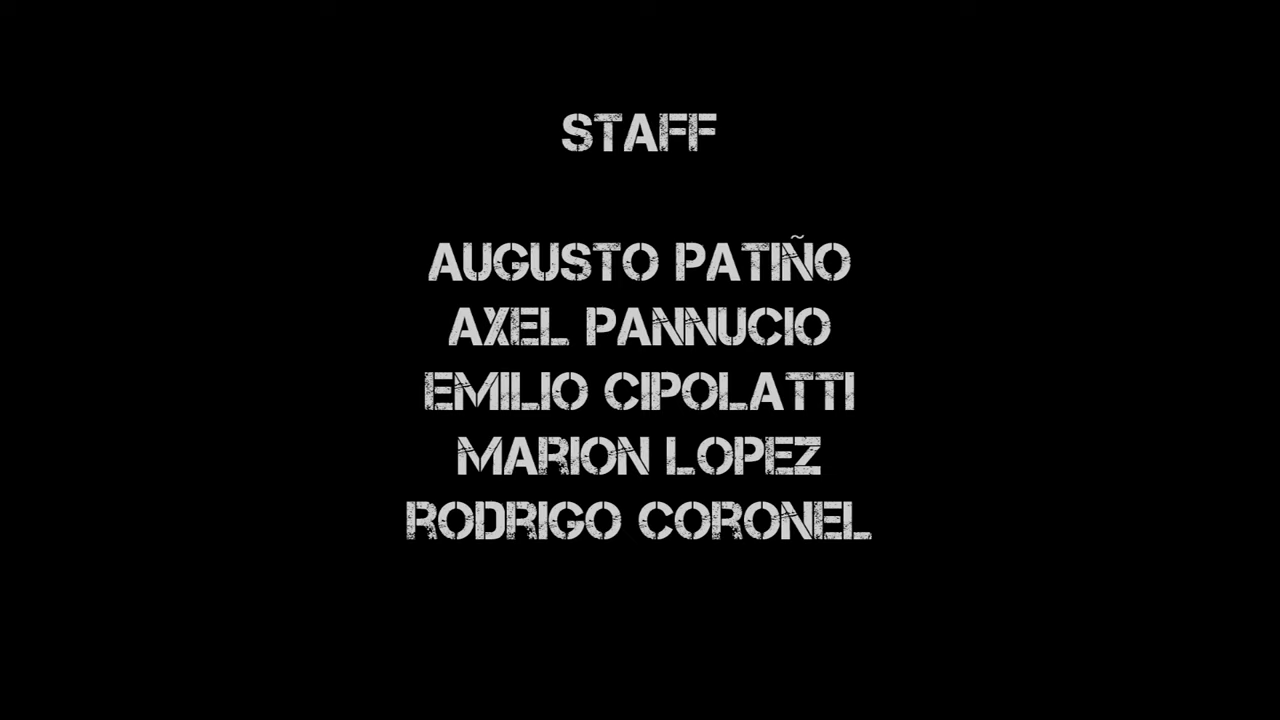 STAFF
AUGUSTO PATIÑO
AXEL PANNUCIO
EMILIO CIPOLATTI
MARION LOPEZ
RODRIGO CORONEL